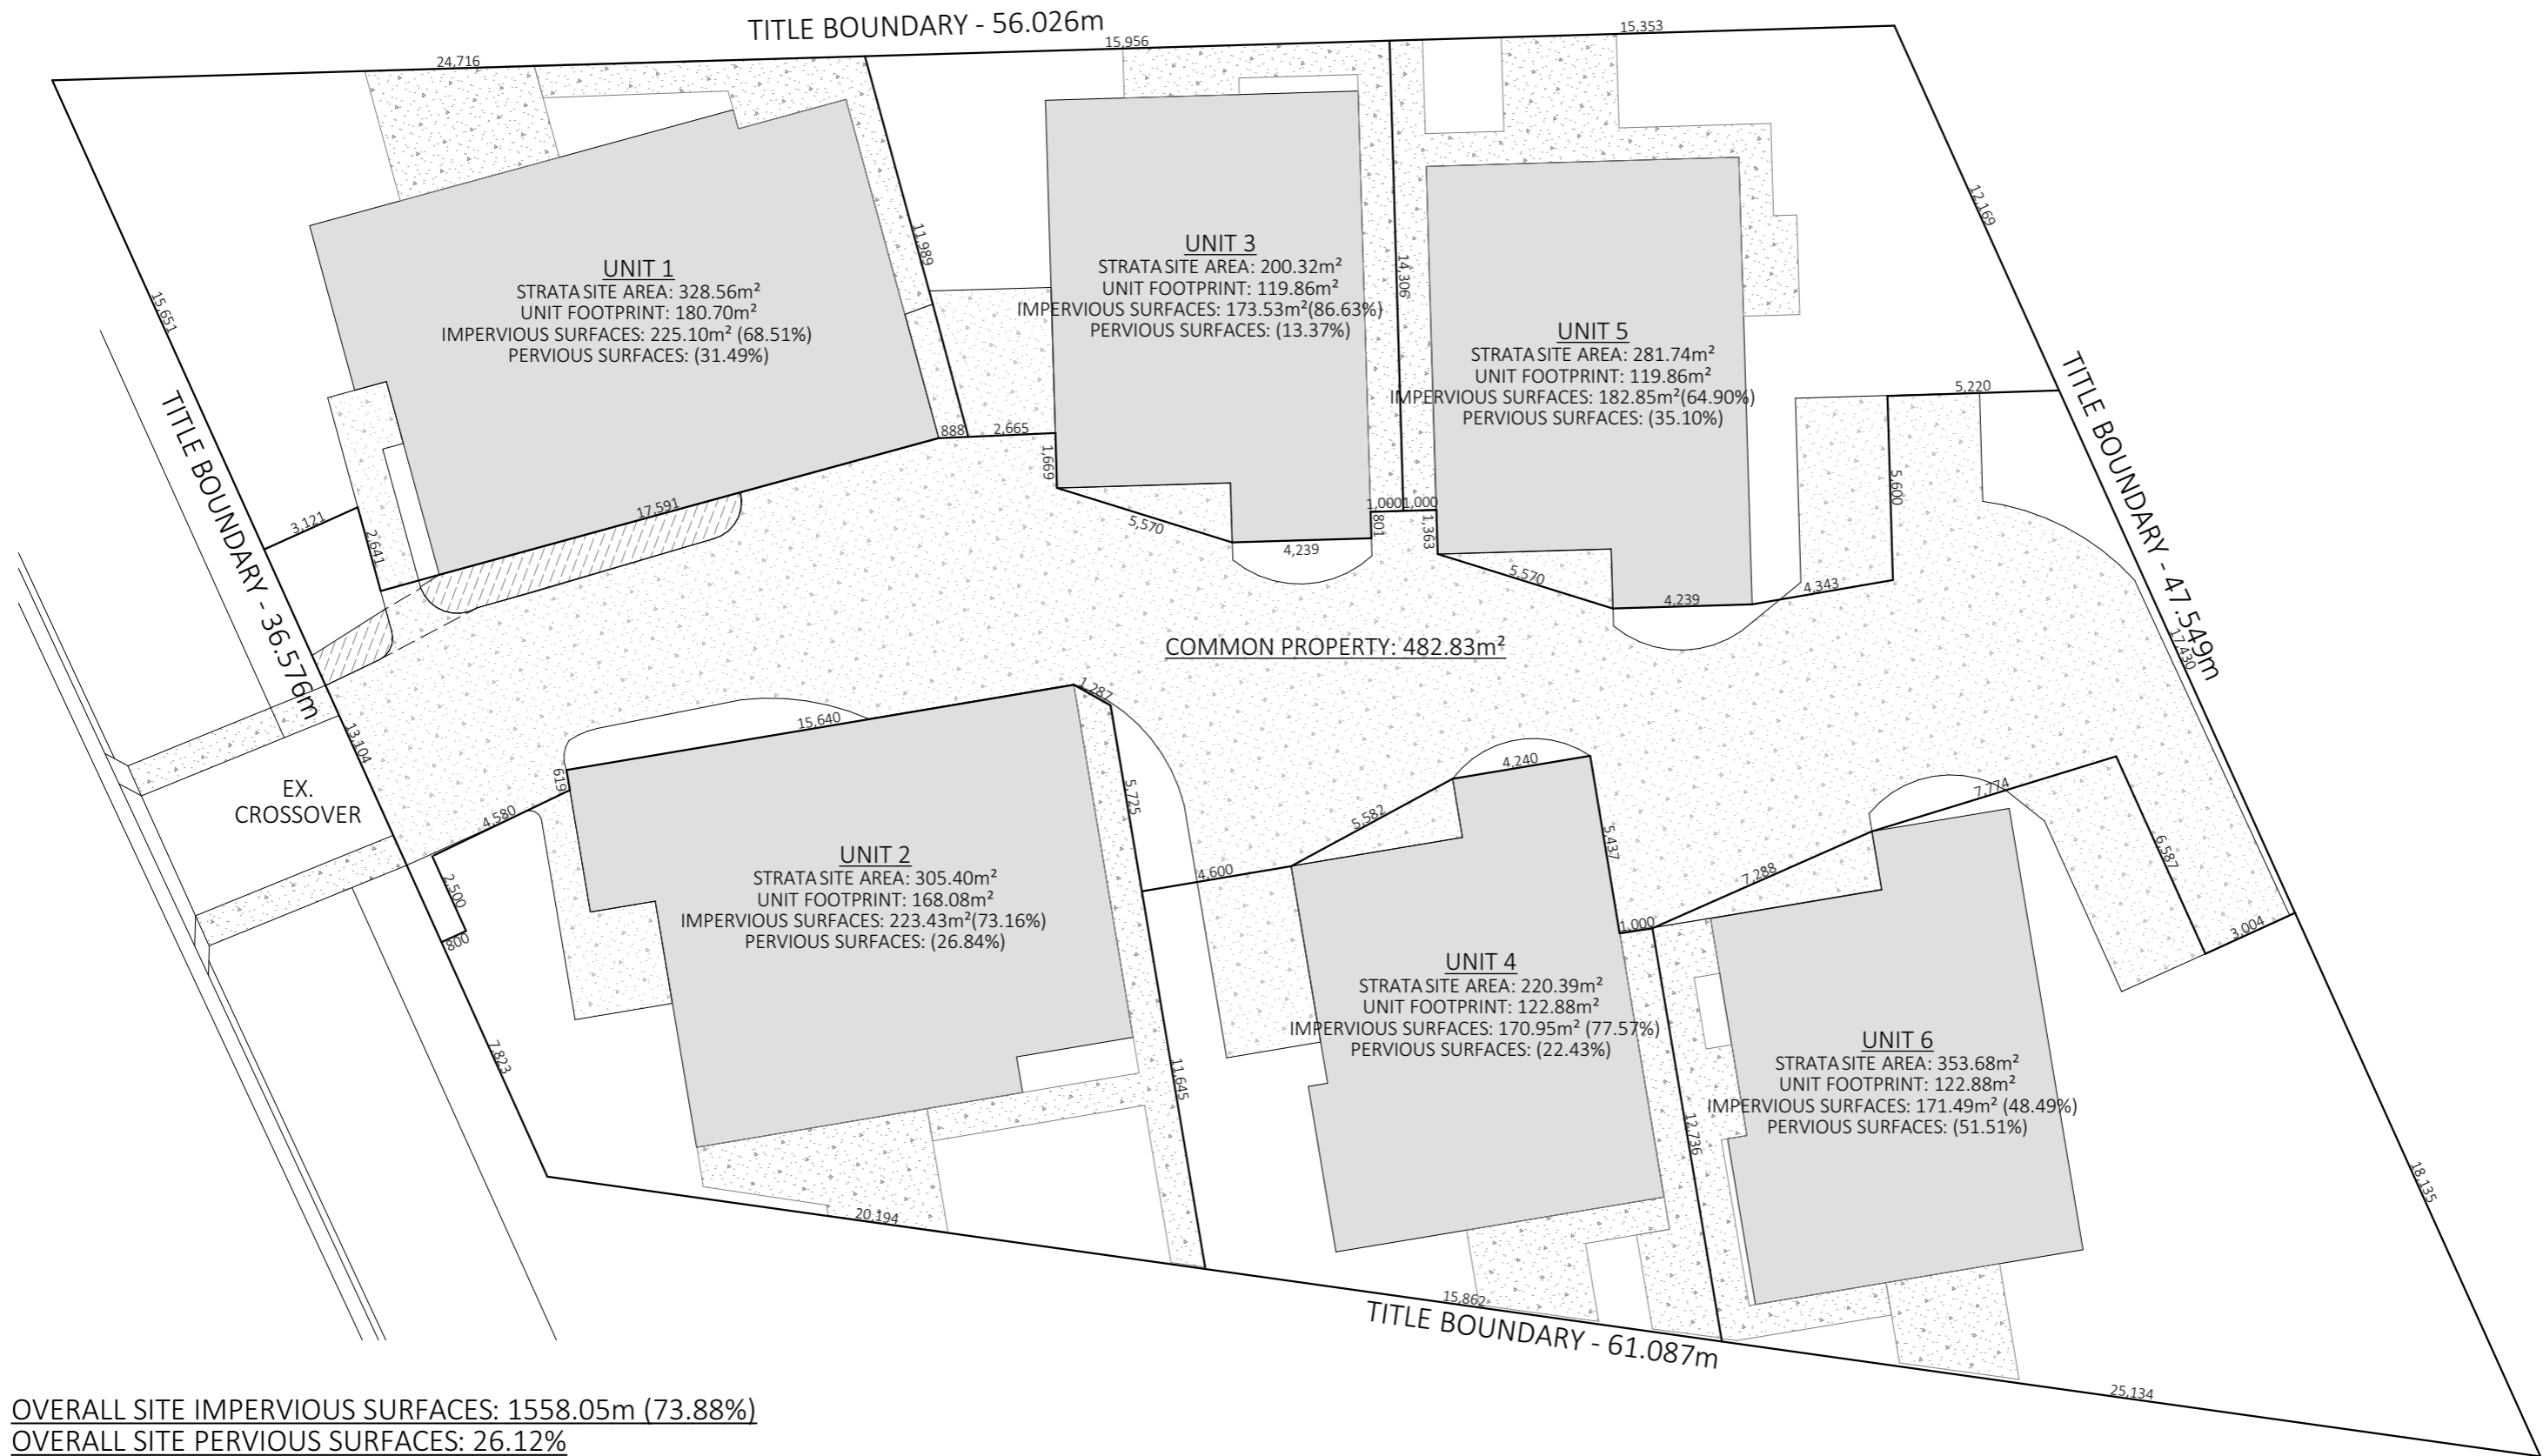 TITLE BOUNDARY - 56.026m
24,716
15,956
15,353
12,169
15,651
11,989
14,306
UNIT 1
STRATA SITE AREA: 328.56m²
UNIT FOOTPRINT: 180.70m²
IMPERVIOUS SURFACES: 225.10m² (68.51%)
PERVIOUS SURFACES: (31.49%)
UNIT 3
STRATA SITE AREA: 200.32m²
UNIT FOOTPRINT: 119.86m²
IMPERVIOUS SURFACES: 173.53m²(86.63%)
PERVIOUS SURFACES: (13.37%)
UNIT 5
STRATA SITE AREA: 281.74m²
UNIT FOOTPRINT: 119.86m²
IMPERVIOUS SURFACES: 182.85m²(64.90%)
PERVIOUS SURFACES: (35.10%)
TITLE BOUNDARY - 36.576m
TITLE BOUNDARY - 47.549m
5,220
888
2,665
1,669
5,600
17,591
3,121
2,641
5,570
4,239
801
1,000
1,000
1,363
5,570
4,239
4,343
17,430
COMMON PROPERTY: 482.83m²
1,287
15,640
13,104
EX.
CROSSOVER
619
4,580
5,725
4,240
5,582
5,437
7,774
7,288
6,587
4,600
2,500
800
1,000
3,004
UNIT 2
STRATA SITE AREA: 305.40m²
UNIT FOOTPRINT: 168.08m²
IMPERVIOUS SURFACES: 223.43m²(73.16%)
PERVIOUS SURFACES: (26.84%)
UNIT 4
STRATA SITE AREA: 220.39m²
UNIT FOOTPRINT: 122.88m²
IMPERVIOUS SURFACES: 170.95m² (77.57%)
PERVIOUS SURFACES: (22.43%)
UNIT 6
STRATA SITE AREA: 353.68m²
UNIT FOOTPRINT: 122.88m²
IMPERVIOUS SURFACES: 171.49m² (48.49%)
PERVIOUS SURFACES: (51.51%)
7,823
11,645
12,736
18,135
20,194
15,862
TITLE BOUNDARY - 61.087m
25,134
OVERALL SITE IMPERVIOUS SURFACES: 1558.05m (73.88%)
OVERALL SITE PERVIOUS SURFACES: 26.12%